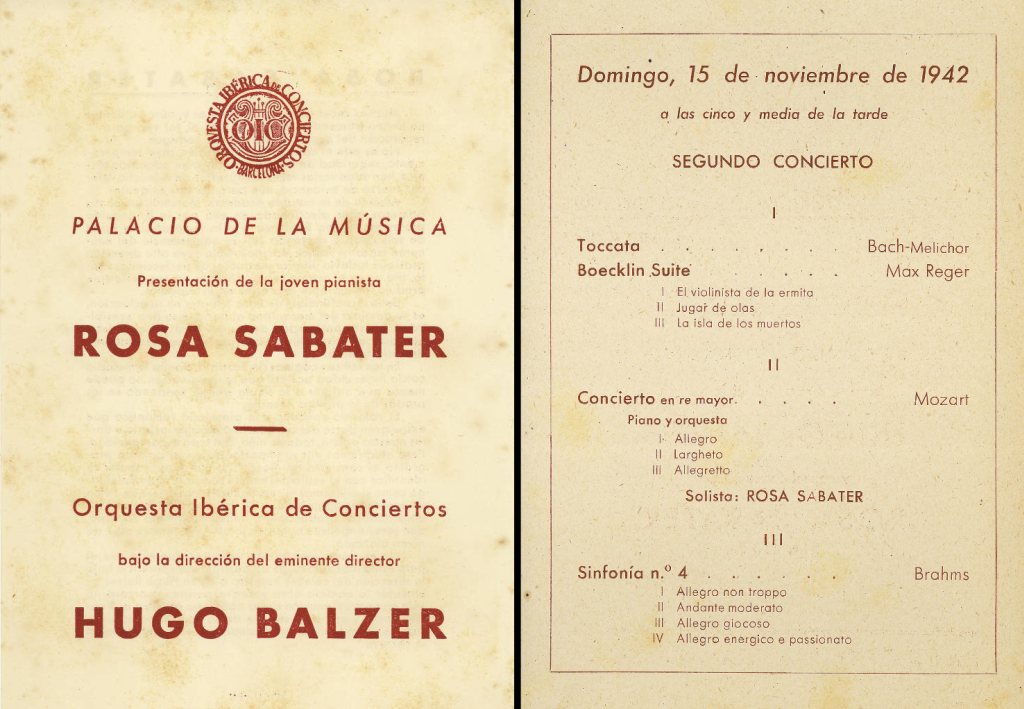 ORQUESTA IBÉRICA DE CONCIERTOS
OIC
BARCELONA
PALACIO DE LA MÚSICA
Presentación de la joven pianista
ROSA SABATER
Orquesta Ibérica de Conciertos
bajo la dirección del eminente director
HUGO BALZER
Domingo, 15 de noviembre de 1942
a las cinco y media de la tarde
SEGUNDO CONCIERTO
I
Toccata . . . . . . . . Bach-Melichor
Boecklin Suite . . . . . Max Reger
I El violinista de la ermita
II Jugar de olas
III La isla de los muertos
II
Concierto en re mayor. . . . . Mozart
Piano y orquesta
I Allegro
II Largheto
III Allegretto
Solista: ROSA SABATER
III
Sinfonía n.º 4 . . . . . . Brahms
I Allegro non troppo
II Andante moderato
III Allegro giocoso
IV Allegro energico e passionato